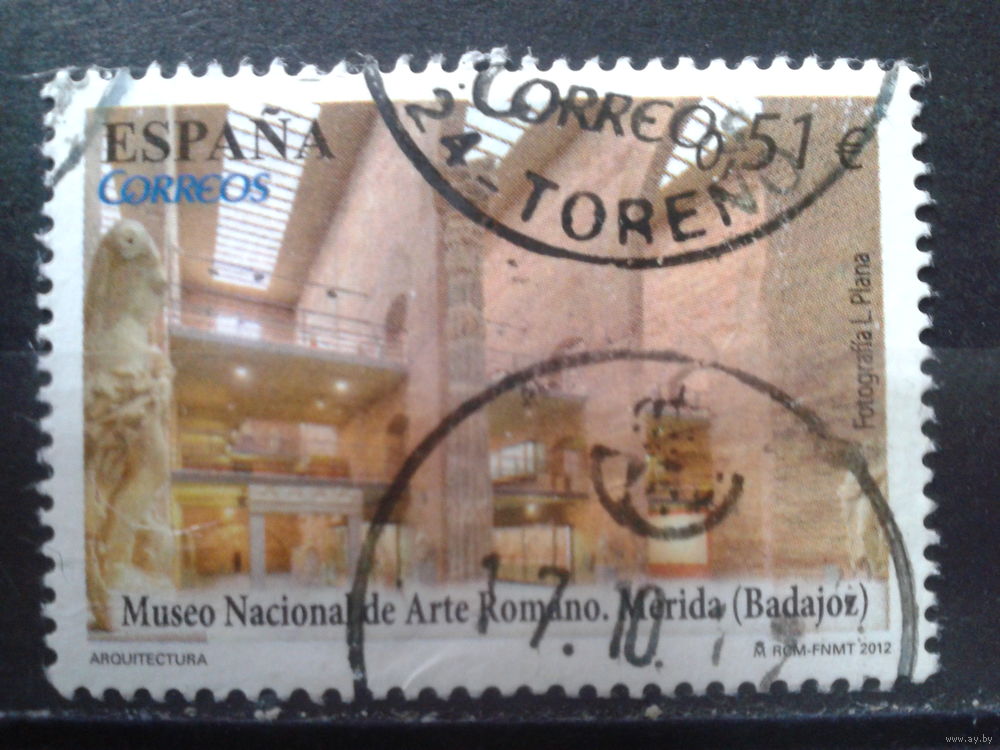 ESPAÑA
CORREOS
0,51 €
CORREO
24 - TORENO
Fotografía L. Plana
17.10.
Museo Nacional de Arte Romano. Mérida (Badajoz)
ARQUITECTURA
RCM-FNMT 2012
www.ay.by